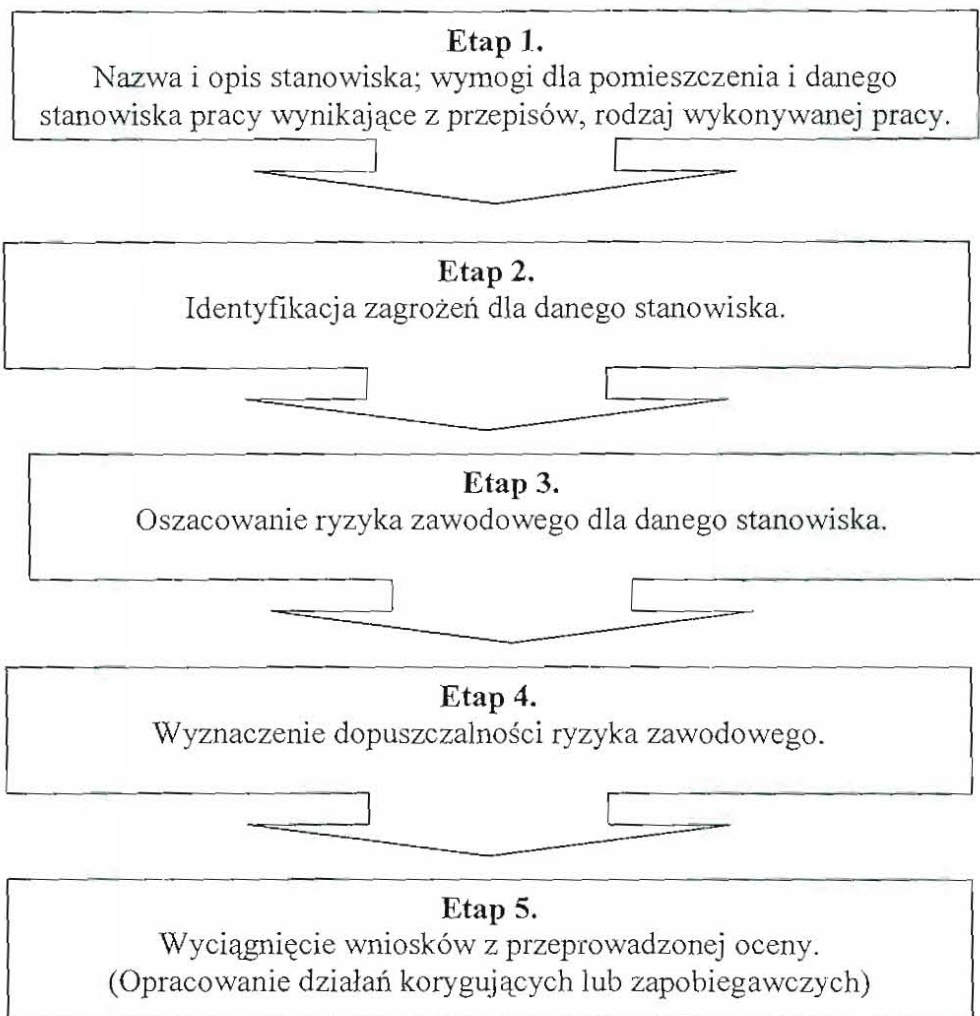 Etap 1.
Nazwa i opis stanowiska; wymogi dla pomieszczenia i danego
stanowiska pracy wynikające z przepisów, rodzaj wykonywanej pracy.
Etap 2.
Identyfikacja zagrożeń dla danego stanowiska.
Etap 3.
Oszacowanie ryzyka zawodowego dla danego stanowiska.
Etap 4.
Wyznaczenie dopuszczalności ryzyka zawodowego.
Etap 5.
Wyciągnięcie wniosków z przeprowadzonej oceny.
(Opracowanie działań korygujących lub zapobiegawczych)